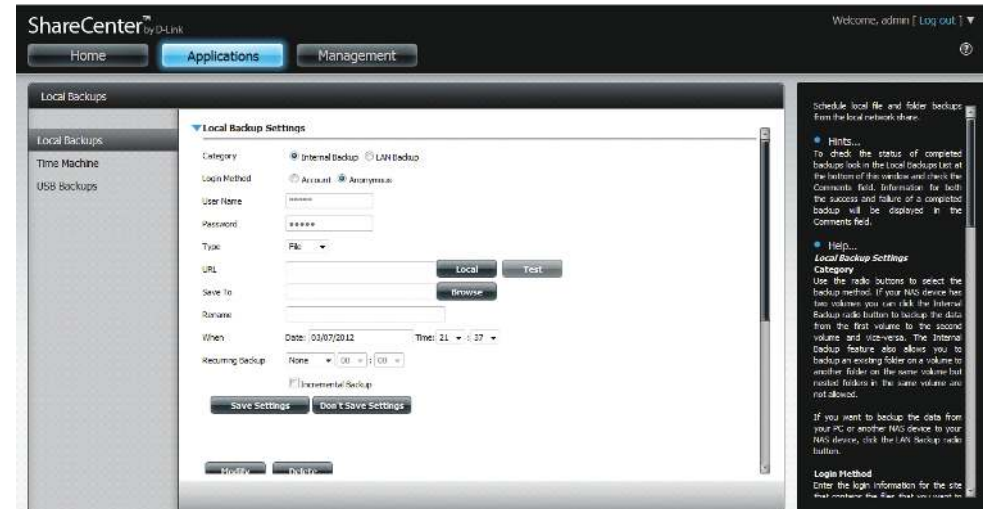 ShareCenter™ by D-Link
Welcome, admin [ Log out ] ▼
Home
Applications
Management
?
Local Backups
Local Backups
Time Machine
USB Backups
▼Local Backup Settings
Category Internal Backup LAN Backup
Login Method Account Anonymous
User Name
Password
Type File
URL Local Test
Save To Browse
Rename
When Date: 03/07/2012 Time: 21 : 37
Recurring Backup None 00 : 00
Incremental Backup
Save Settings Don't Save Settings
Modify Delete
Schedule local file and folder backups
from the local network share.
Hints...
To check the status of completed
backups look in the Local Backups List at
the bottom of this window and check the
Comments field. Information for both
the success and failure of a completed
backup will be displayed in the
Comments field.
Help...
Local Backup Settings
Category
Use the radio buttons to select the
backup method. If your NAS device has
two volumes you can click the Internal
Backup radio button to backup the data
from the first volume to the second
volume and vice-versa. The Internal
Backup feature also allows you to
backup an existing folder on a volume to
another folder on the same volume but
nested folders in the same volume are
not allowed.
If you want to backup the data from
your PC or another NAS device to your
NAS device, click the LAN Backup radio
button.
Login Method
Enter the login information for the site
that contains the files that you want to